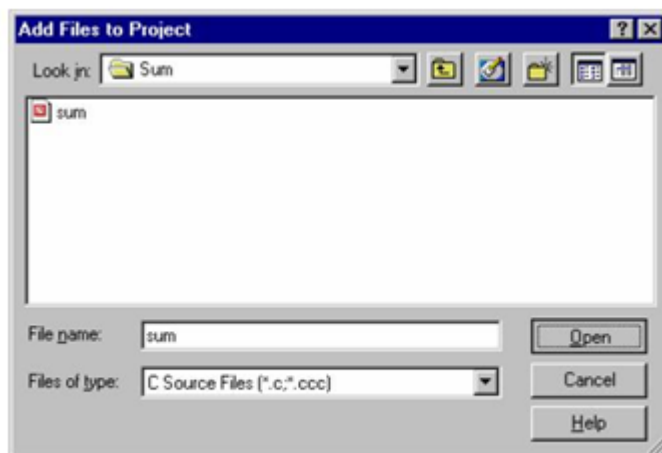 Add Files to Project
Look in: Sum
sum
File name: sum Open
Files of type: C Source Files (*.c;*.ccc) Cancel
Help